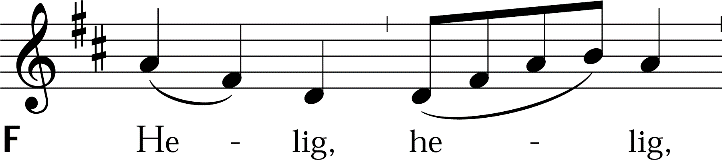 F He - lig, he - lig,